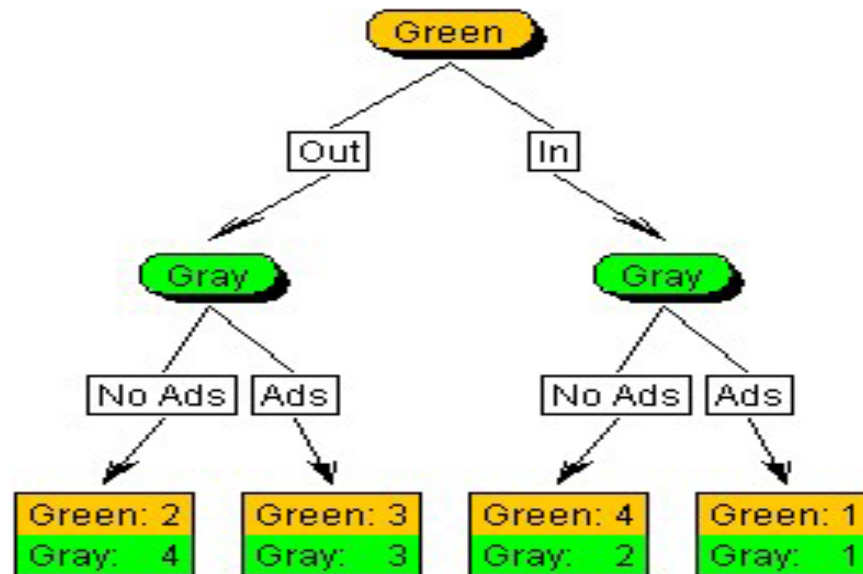 Green
Out In
Gray Gray
No Ads Ads No Ads Ads
Green: 2 Green: 3 Green: 4 Green: 1
Gray: 4 Gray: 3 Gray: 2 Gray: 1